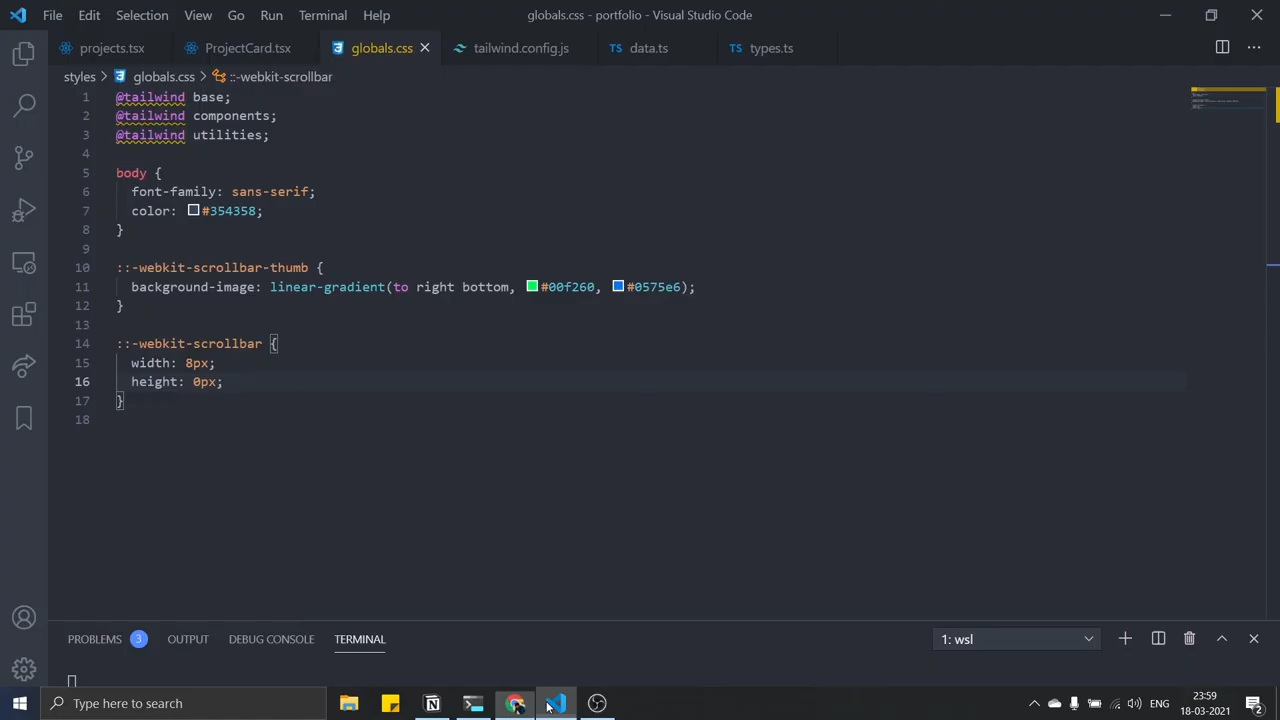 File Edit Selection View Go Run Terminal Help globals.css - portfolio - Visual Studio Code
projects.tsx ProjectCard.tsx globals.css tailwind.config.js TS data.ts TS types.ts
styles > globals.css > ::-webkit-scrollbar
1 @tailwind base;
2 @tailwind components;
3 @tailwind utilities;
4
5 body {
6 font-family: sans-serif;
7 color: #354358;
8 }
9
10 ::-webkit-scrollbar-thumb {
11 background-image: linear-gradient(to right bottom, #00f260, #0575e6);
12 }
13
14 ::-webkit-scrollbar {
15 width: 8px;
16 height: 0px;
17 }
18
PROBLEMS 3 OUTPUT DEBUG CONSOLE TERMINAL 1: wsl
Type here to search ENG 23:59
18-03-2021 2